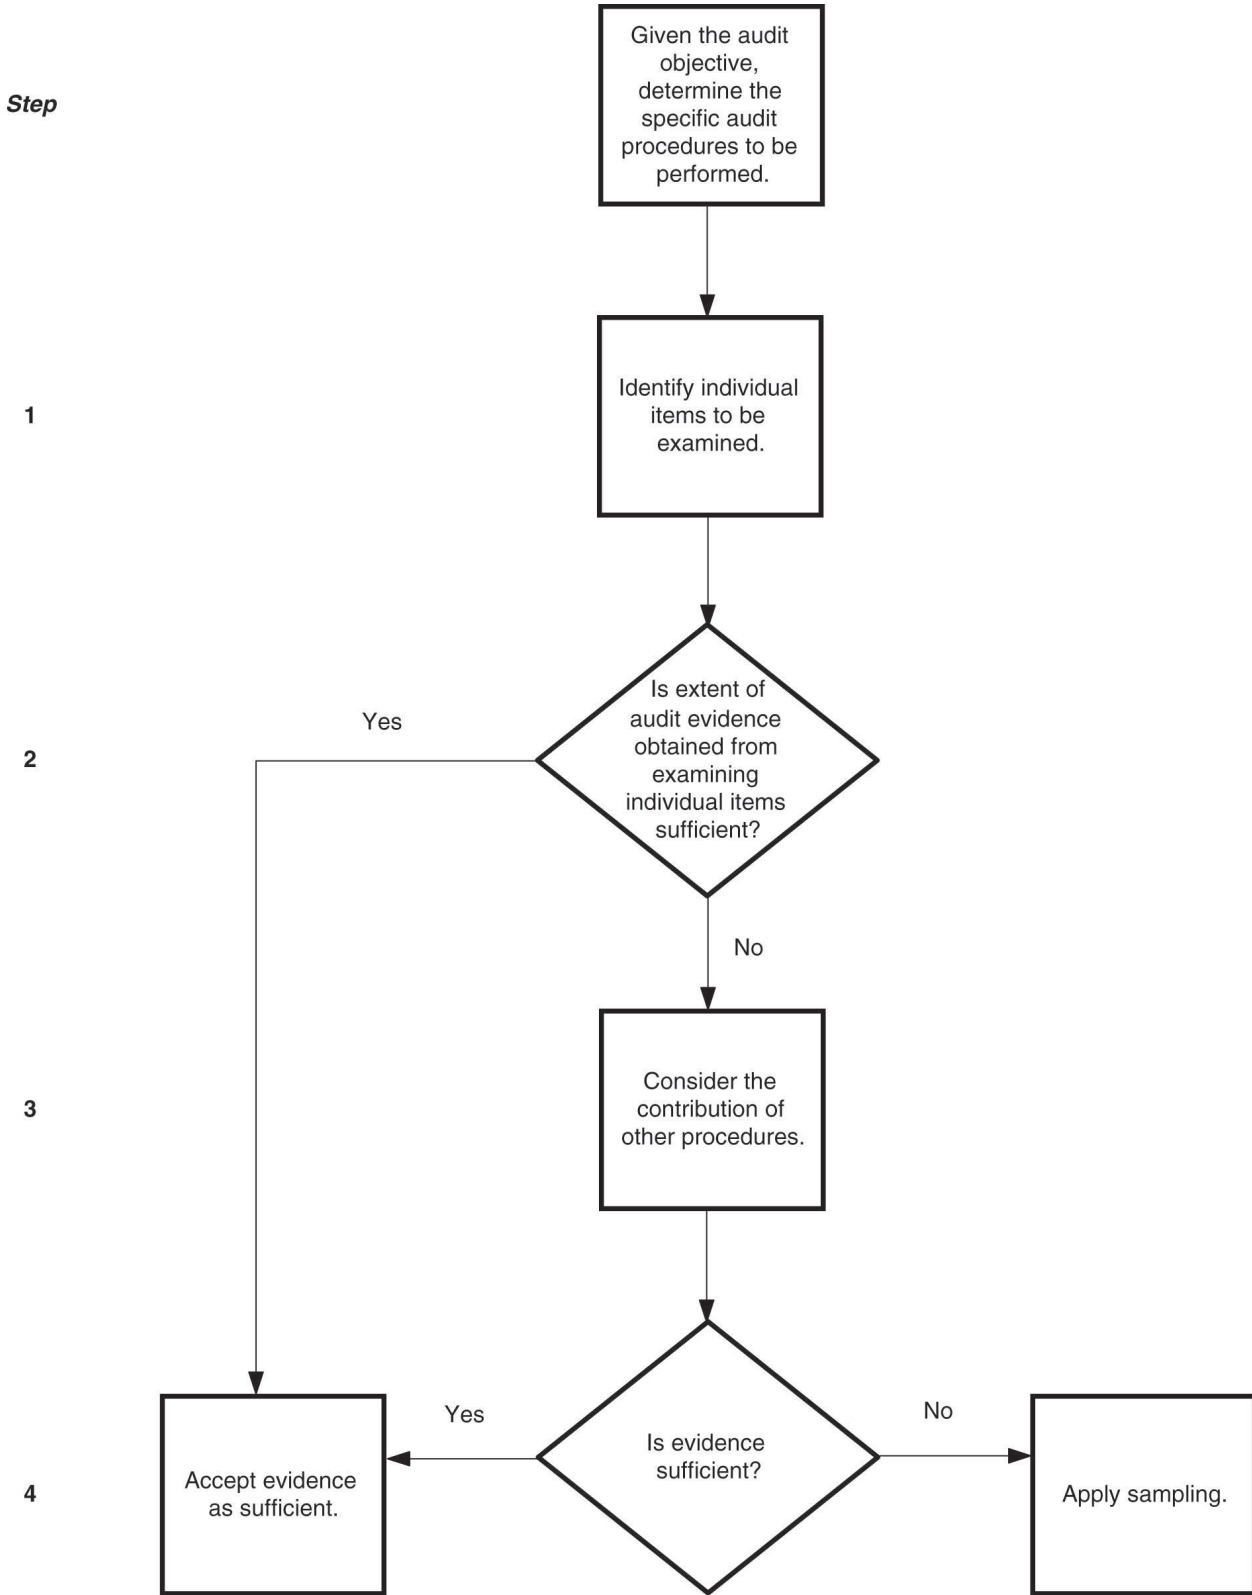 Given the audit
objective,
determine the
specific audit
procedures to be
performed.
Step
Identify individual
items to be
examined.
1
Is extent of
audit evidence
obtained from
examining
individual items
sufficient?
Yes
2
No
Consider the
contribution of
other procedures.
3
Yes
No
Is evidence
sufficient?
Accept evidence
as sufficient.
4
Apply sampling.